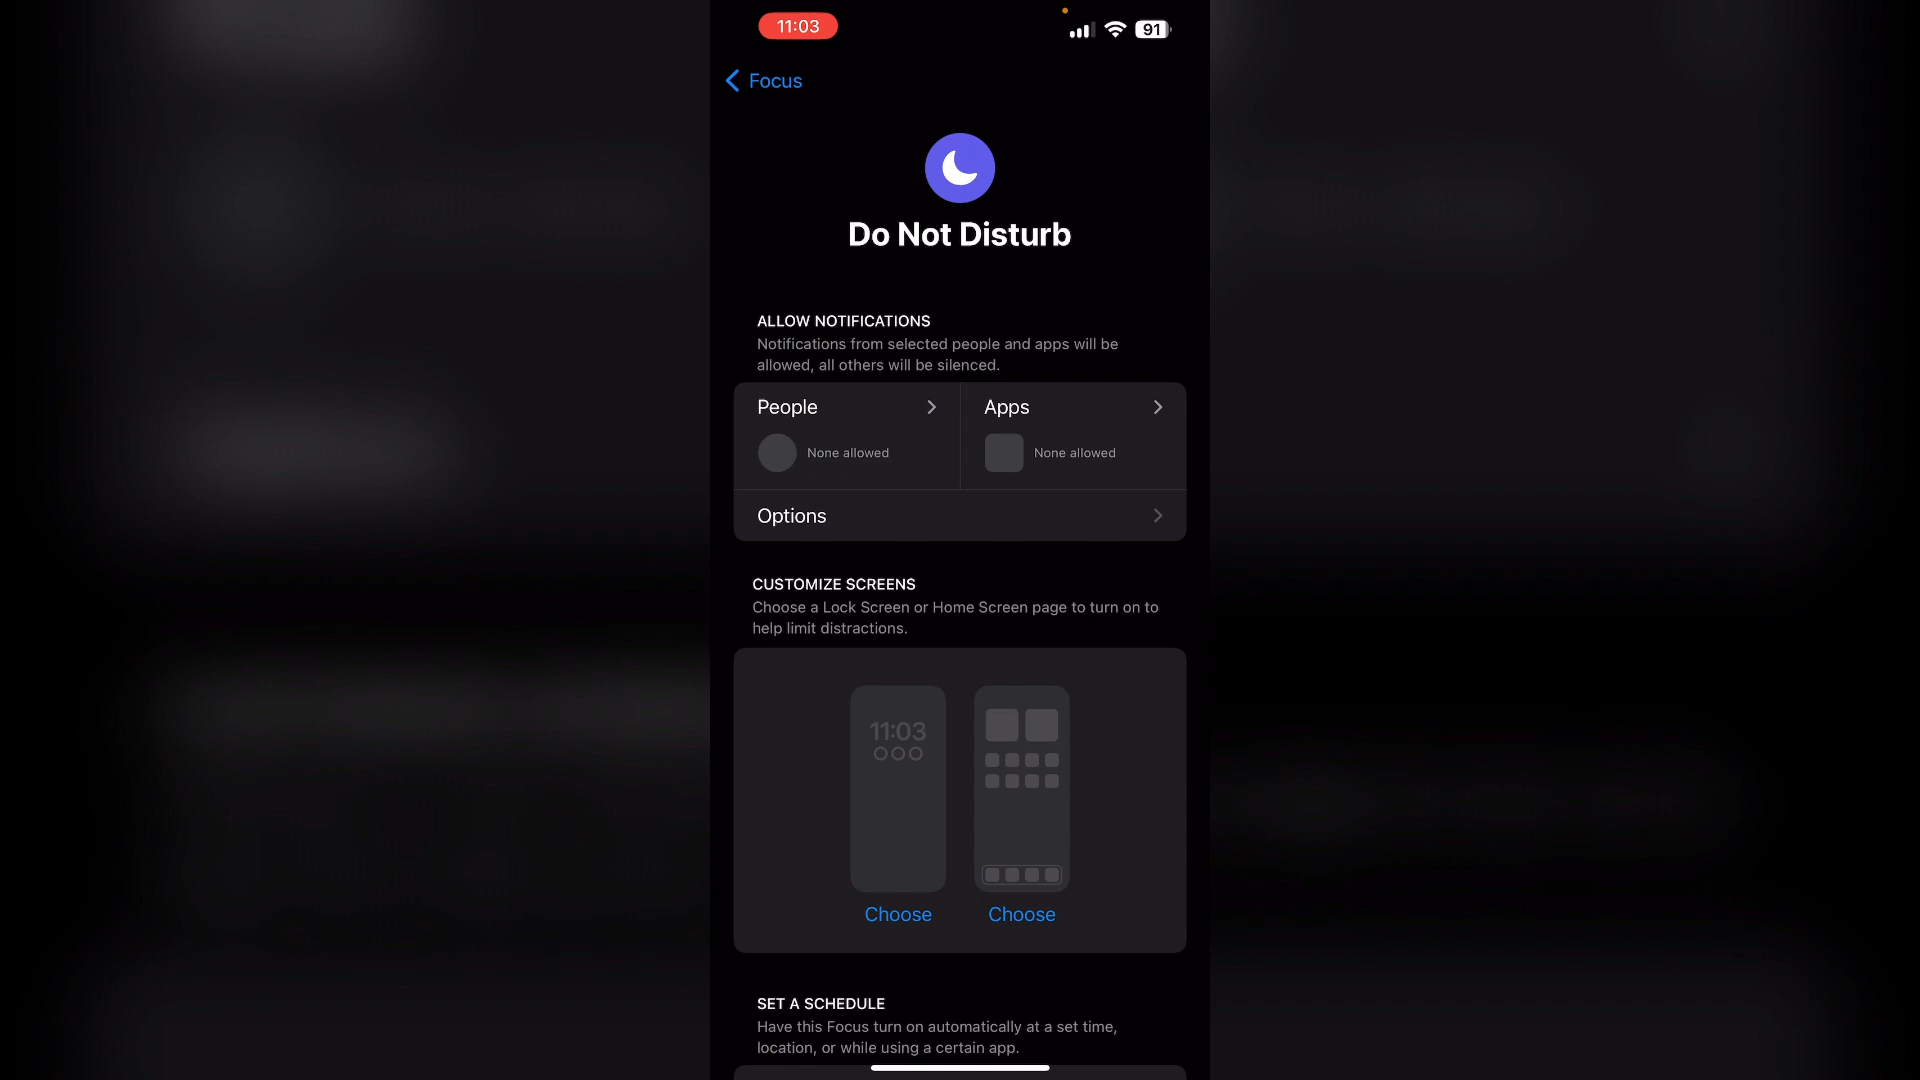 11:03
91
Focus
Do Not Disturb
ALLOW NOTIFICATIONS
Notifications from selected people and apps will be
allowed, all others will be silenced.
People
Apps
None allowed
None allowed
Options
CUSTOMIZE SCREENS
Choose a Lock Screen or Home Screen page to turn on to
help limit distractions.
11:03
Choose
Choose
SET A SCHEDULE
Have this Focus turn on automatically at a set time,
location, or while using a certain app.